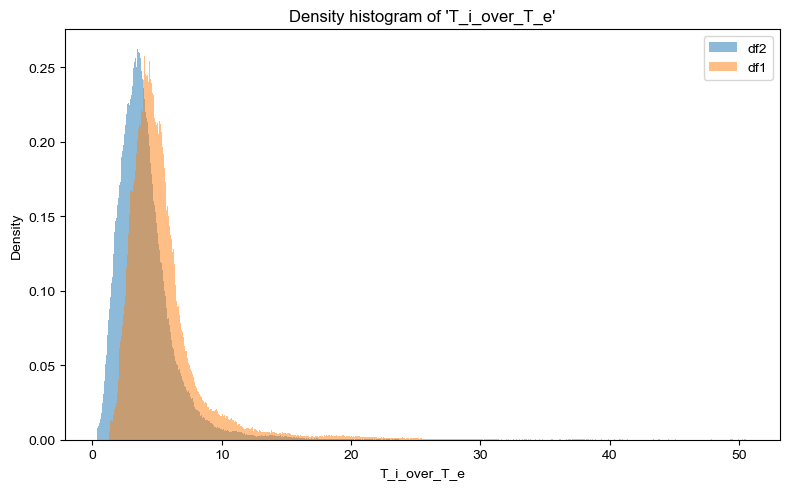 Density histogram of 'T_i_over_T_e'
df2
df1
0.25
0.20
0.15
0.10
0.05
0.00
Density
0 10 20 30 40 50
T_i_over_T_e